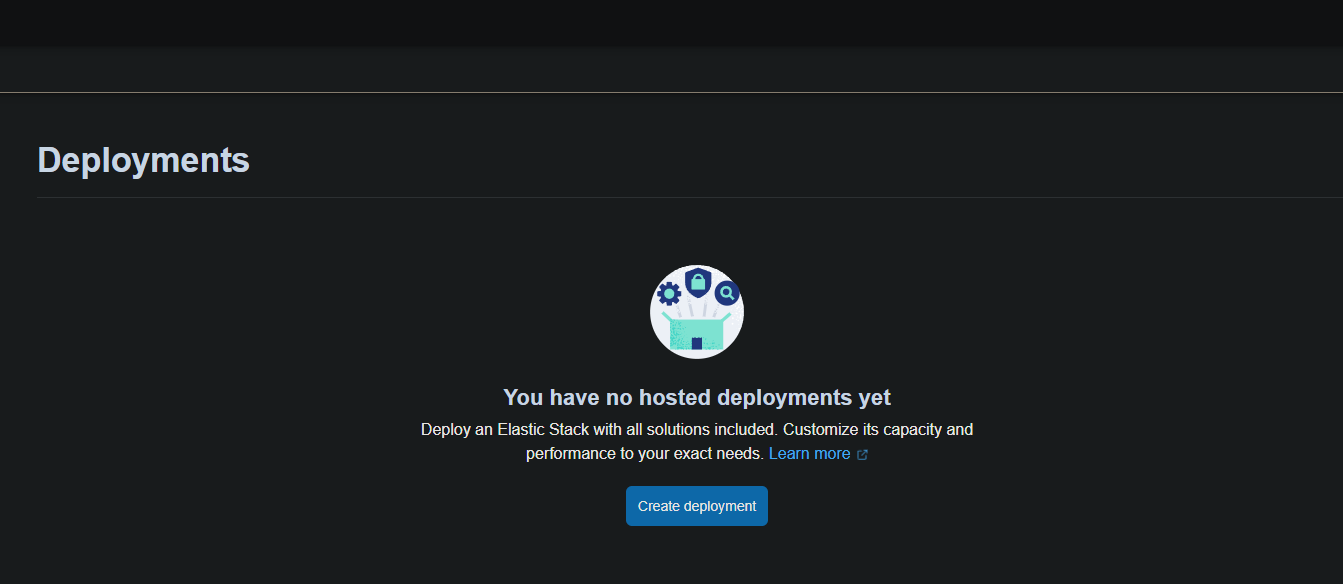 Deployments
You have no hosted deployments yet
Deploy an Elastic Stack with all solutions included. Customize its capacity and
performance to your exact needs. Learn more
Create deployment